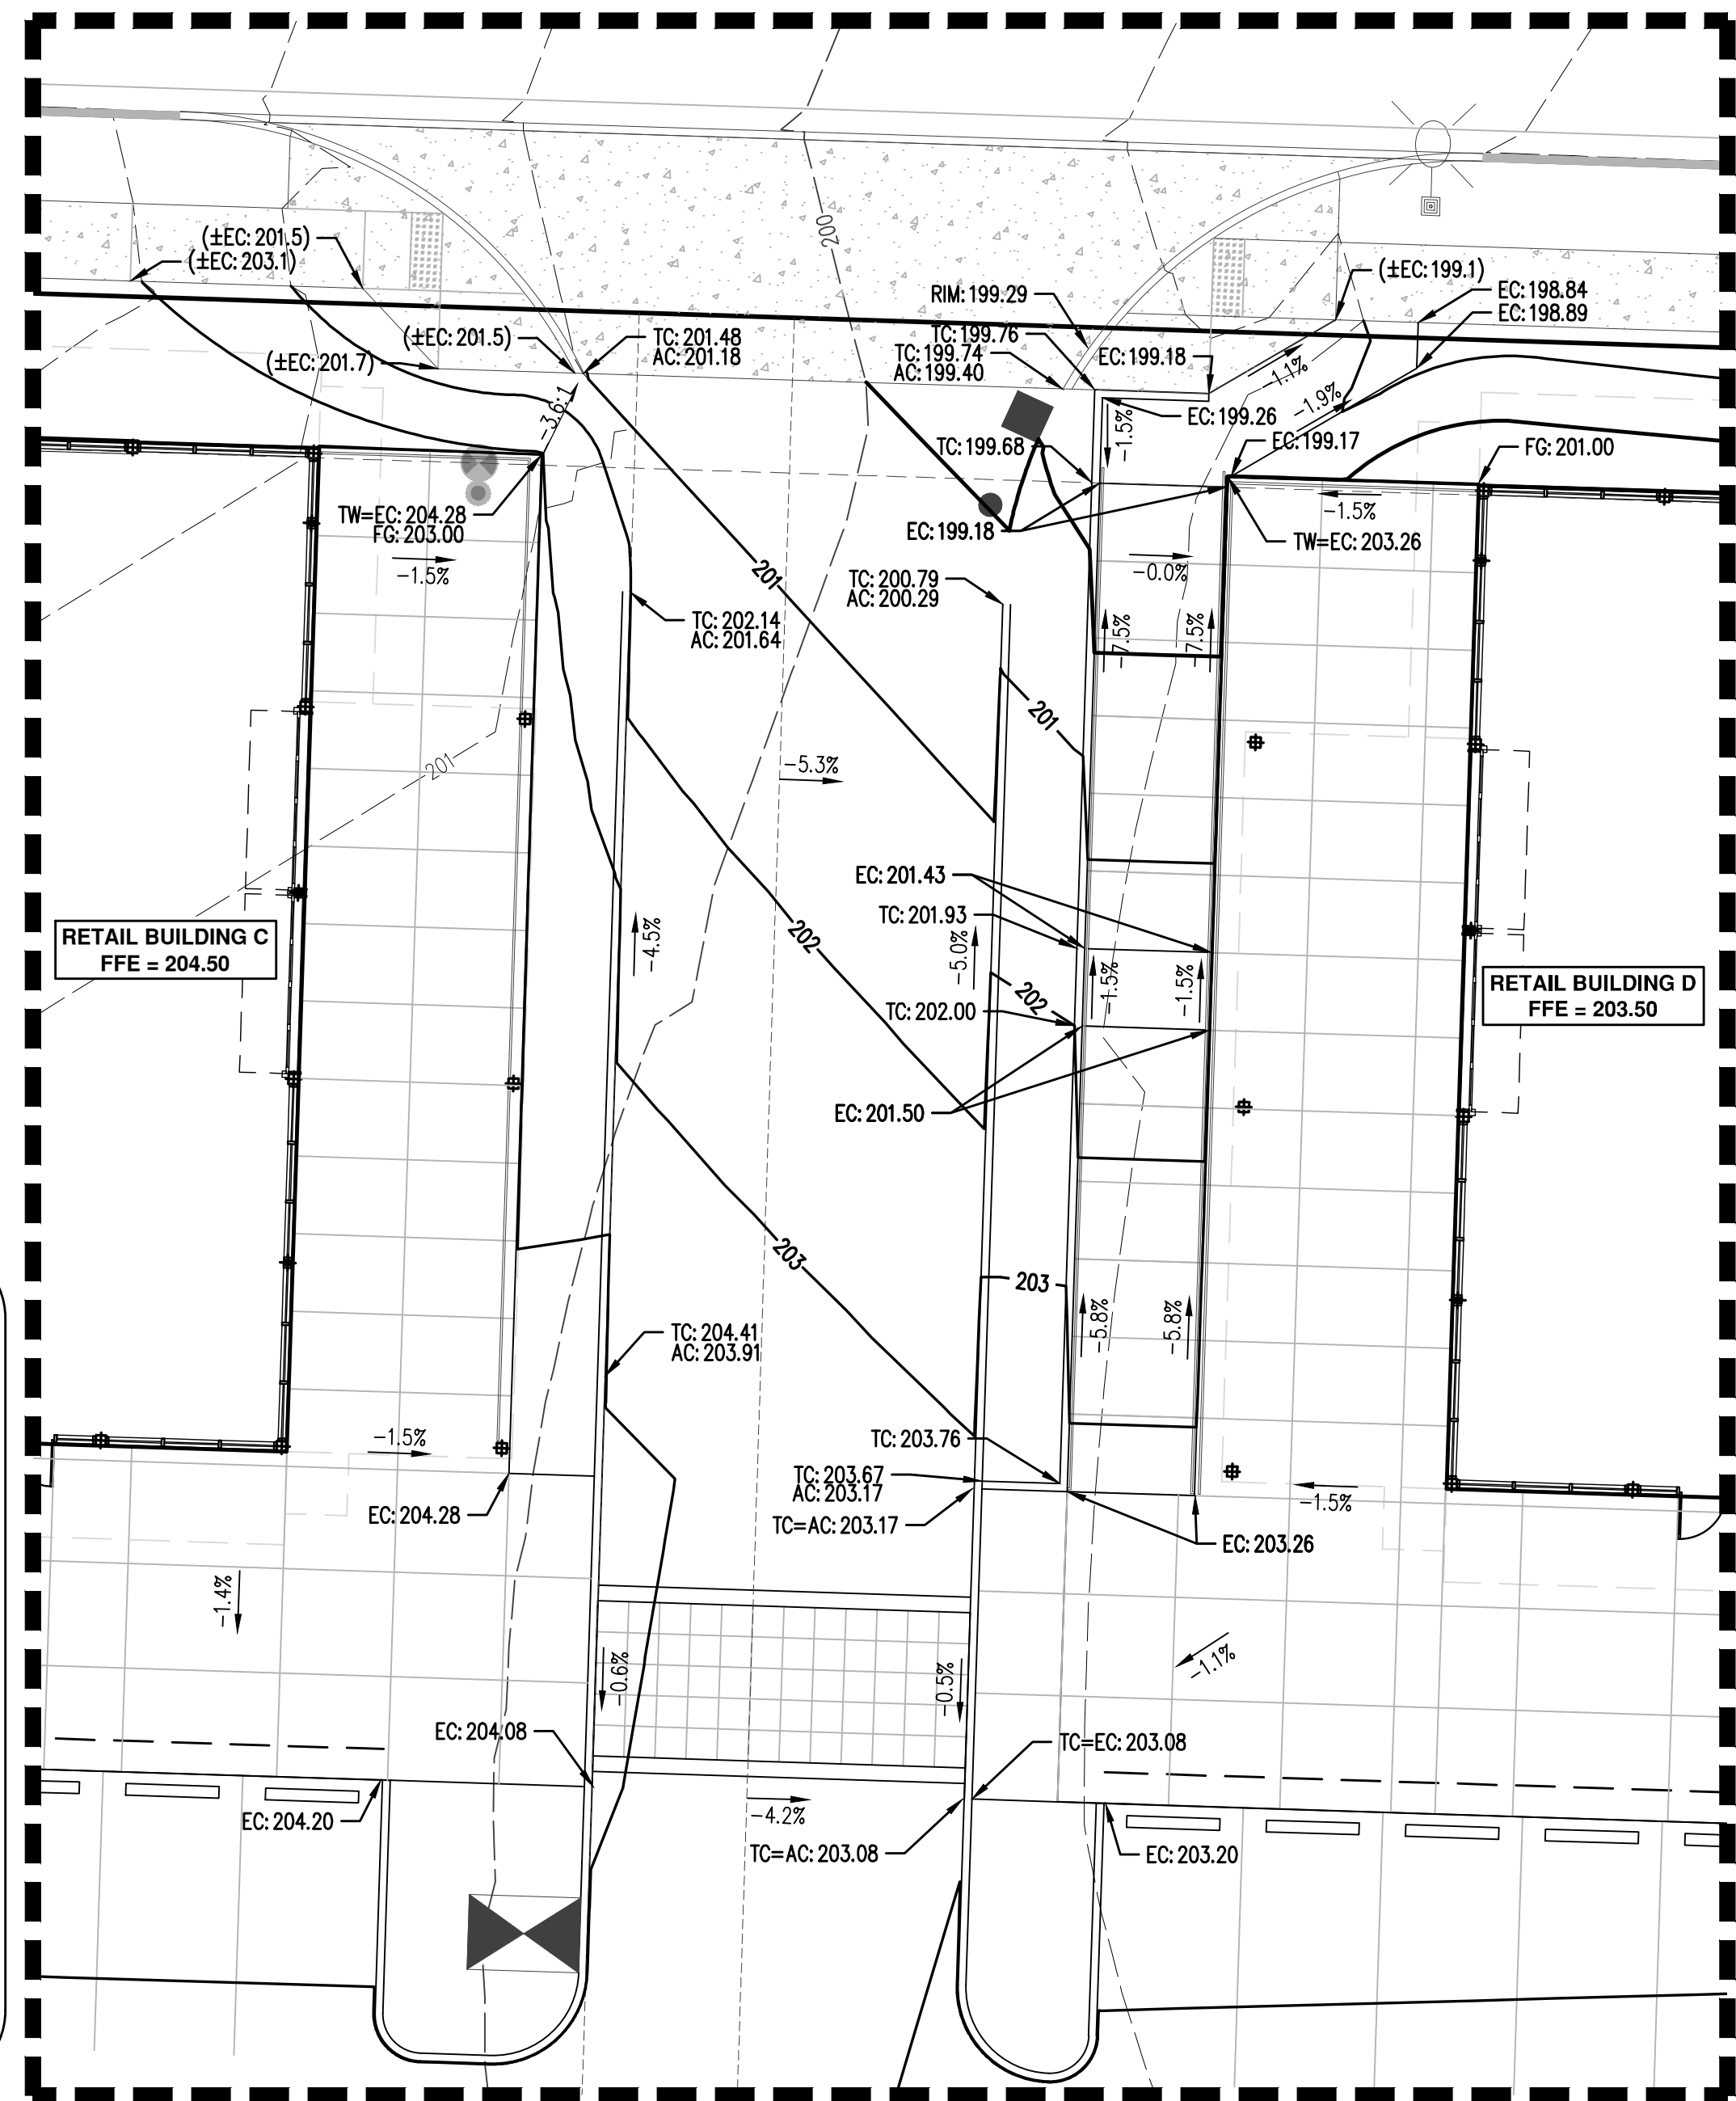 200
(±EC: 201.5)
(±EC: 203.1)
(±EC: 199.1)
EC: 198.84
EC: 198.89
RIM: 199.29
TC: 199.76
TC: 199.74
AC: 199.40
EC: 199.18
(±EC: 201.5)
TC: 201.48
AC: 201.18
(±EC: 201.7)
-3.6:1
-1.1%
-1.9%
-1.5%
EC: 199.26
EC: 199.17
TC: 199.68
FG: 201.00
TW=EC: 204.28
FG: 203.00
-1.5%
EC: 199.18
-1.5%
TW=EC: 203.26
-0.0%
201
TC: 200.79
AC: 200.29
TC: 202.14
AC: 201.64
-7.5%
-7.5%
201
201
-5.3%
EC: 201.43
TC: 201.93
202
-4.5%
-5.0%
RETAIL BUILDING C
FFE = 204.50
-1.5%
-1.5%
202
TC: 202.00
RETAIL BUILDING D
FFE = 203.50
EC: 201.50
203
203
-5.8%
-5.8%
TC: 204.41
AC: 203.91
-1.5%
TC: 203.76
TC: 203.67
AC: 203.17
-1.5%
EC: 204.28
TC=AC: 203.17
EC: 203.26
-1.4%
-0.6%
-0.5%
-1.1%
EC: 204.08
TC=EC: 203.08
EC: 204.20
-4.2%
TC=AC: 203.08
EC: 203.20